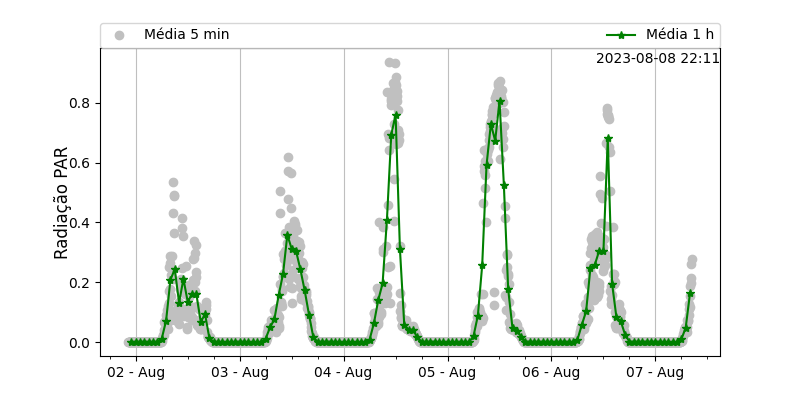 Média 5 min
Média 1 h
2023-08-08 22:11
Radiação PAR
0.8
0.6
0.4
0.2
0.0
02 - Aug
03 - Aug
04 - Aug
05 - Aug
06 - Aug
07 - Aug